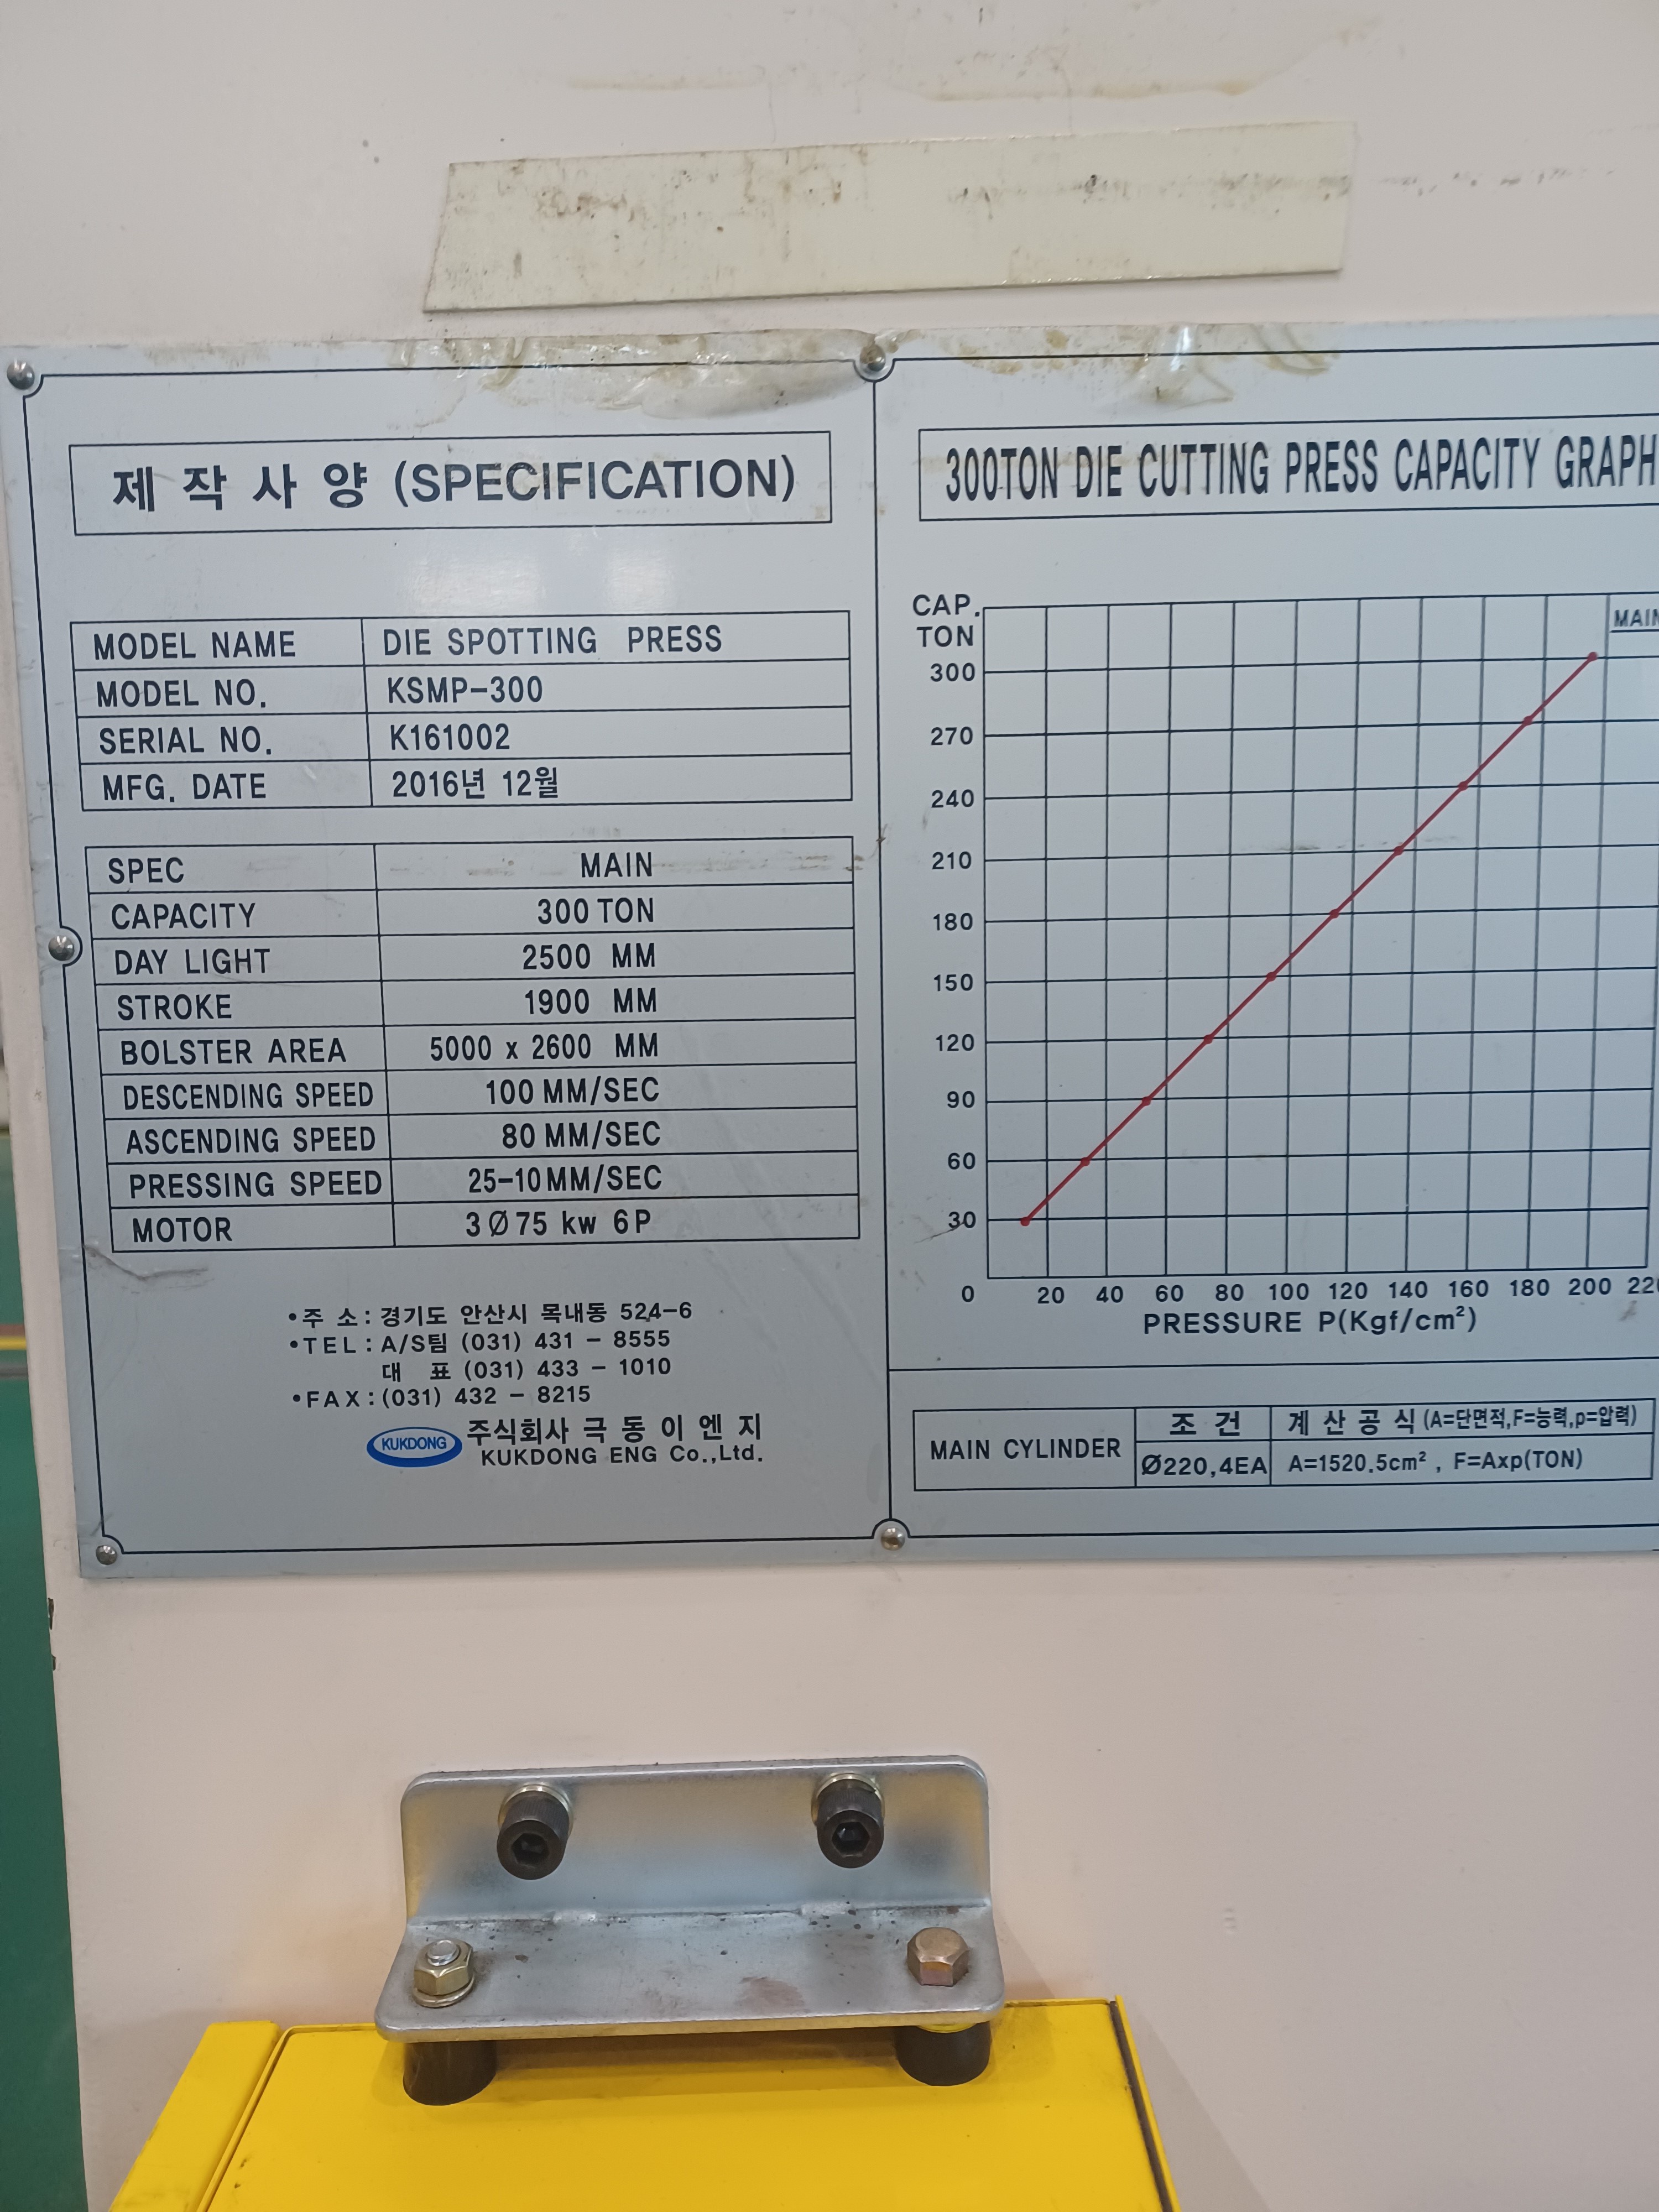 제 작 사 양 (SPECIFICATION)
MODEL NAME DIE SPOTTING PRESS
MODEL NO. KSMP-300
SERIAL NO. K161002
MFG. DATE 2016년 12월
SPEC MAIN
CAPACITY 300 TON
DAY LIGHT 2500 MM
STROKE 1900 MM
BOLSTER AREA 5000 x 2600 MM
DESCENDING SPEED 100 MM/SEC
ASCENDING SPEED 80 MM/SEC
PRESSING SPEED 25-10 MM/SEC
MOTOR 3 Ø 75 kw 6 P
•주 소 : 경기도 안산시 목내동 524-6
•TEL : A/S팀 (031) 431 - 8555
대 표 (031) 433 - 1010
•FAX : (031) 432 - 8215
KUKDONG 주식회사 극 동 이 엔 지
KUKDONG ENG Co.,Ltd.
300TON DIE CUTTING PRESS CAPACITY GRAPH
CAP.
TON
MAIN
300
270
240
210
180
150
120
90
60
30
0 20 40 60 80 100 120 140 160 180 200 220
PRESSURE P(Kgf/cm²)
MAIN CYLINDER 조 건 계 산 공 식 (A=단면적,F=능력,p=압력)
Ø220,4EA A=1520.5cm² , F=Axp(TON)